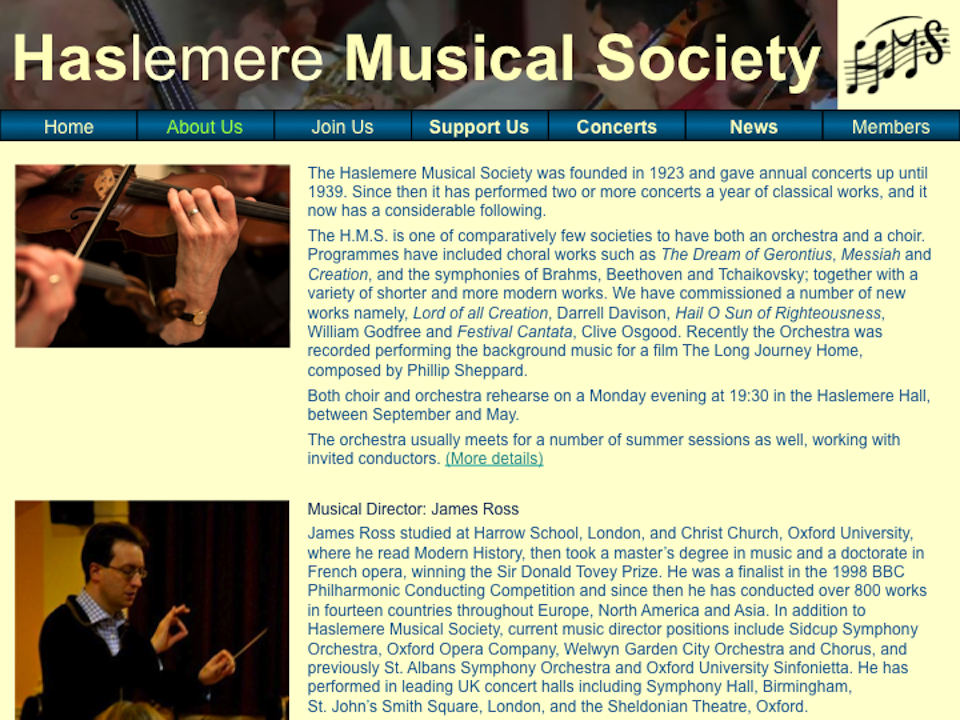 Haslemere Musical Society
HMS
Home
About Us
Join Us
Support Us
Concerts
News
Members
The Haslemere Musical Society was founded in 1923 and gave annual concerts up until
1939. Since then it has performed two or more concerts a year of classical works, and it
now has a considerable following.
The H.M.S. is one of comparatively few societies to have both an orchestra and a choir.
Programmes have included choral works such as The Dream of Gerontius, Messiah and
Creation, and the symphonies of Brahms, Beethoven and Tchaikovsky; together with a
variety of shorter and more modern works. We have commissioned a number of new
works namely, Lord of all Creation, Darrell Davison, Hail O Sun of Righteousness,
William Godfree and Festival Cantata, Clive Osgood. Recently the Orchestra was
recorded performing the background music for a film The Long Journey Home,
composed by Phillip Sheppard.
Both choir and orchestra rehearse on a Monday evening at 19:30 in the Haslemere Hall,
between September and May.
The orchestra usually meets for a number of summer sessions as well, working with
invited conductors. (More details)
Musical Director: James Ross
James Ross studied at Harrow School, London, and Christ Church, Oxford University,
where he read Modern History, then took a master's degree in music and a doctorate in
French opera, winning the Sir Donald Tovey Prize. He was a finalist in the 1998 BBC
Philharmonic Conducting Competition and since then he has conducted over 800 works
in fourteen countries throughout Europe, North America and Asia. In addition to
Haslemere Musical Society, current music director positions include Sidcup Symphony
Orchestra, Oxford Opera Company, Welwyn Garden City Orchestra and Chorus, and
previously St. Albans Symphony Orchestra and Oxford University Sinfonietta. He has
performed in leading UK concert halls including Symphony Hall, Birmingham,
St. John's Smith Square, London, and the Sheldonian Theatre, Oxford.